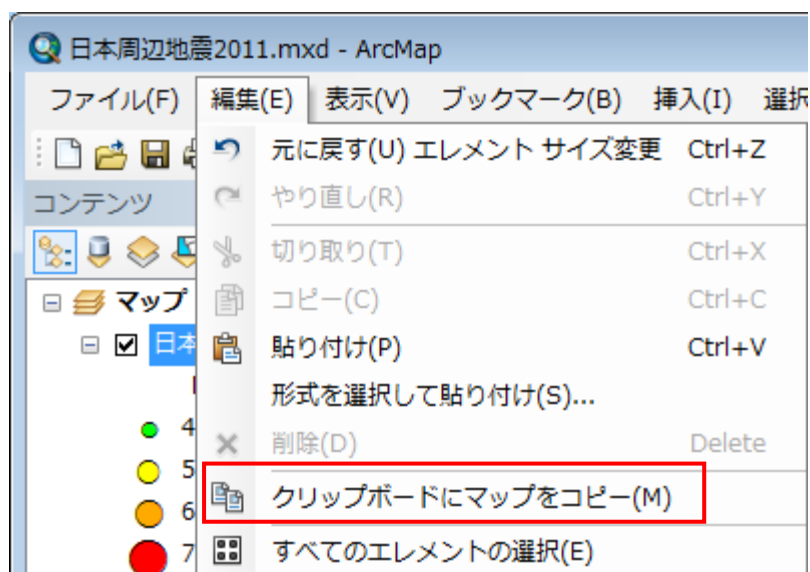 日本周辺地震2011.mxd - ArcMap
ファイル(F) 編集(E) 表示(V) ブックマーク(B) 挿入(I) 選択
元に戻す(U) エレメント サイズ変更 Ctrl+Z
コンテンツ
やり直し(R) Ctrl+Y
切り取り(T) Ctrl+X
マップ
コピー(C) Ctrl+C
日本
貼り付け(P) Ctrl+V
形式を選択して貼り付け(S)...
4
削除(D) Delete
5
クリップボードにマップをコピー(M)
6
すべてのエレメントの選択(E)
7